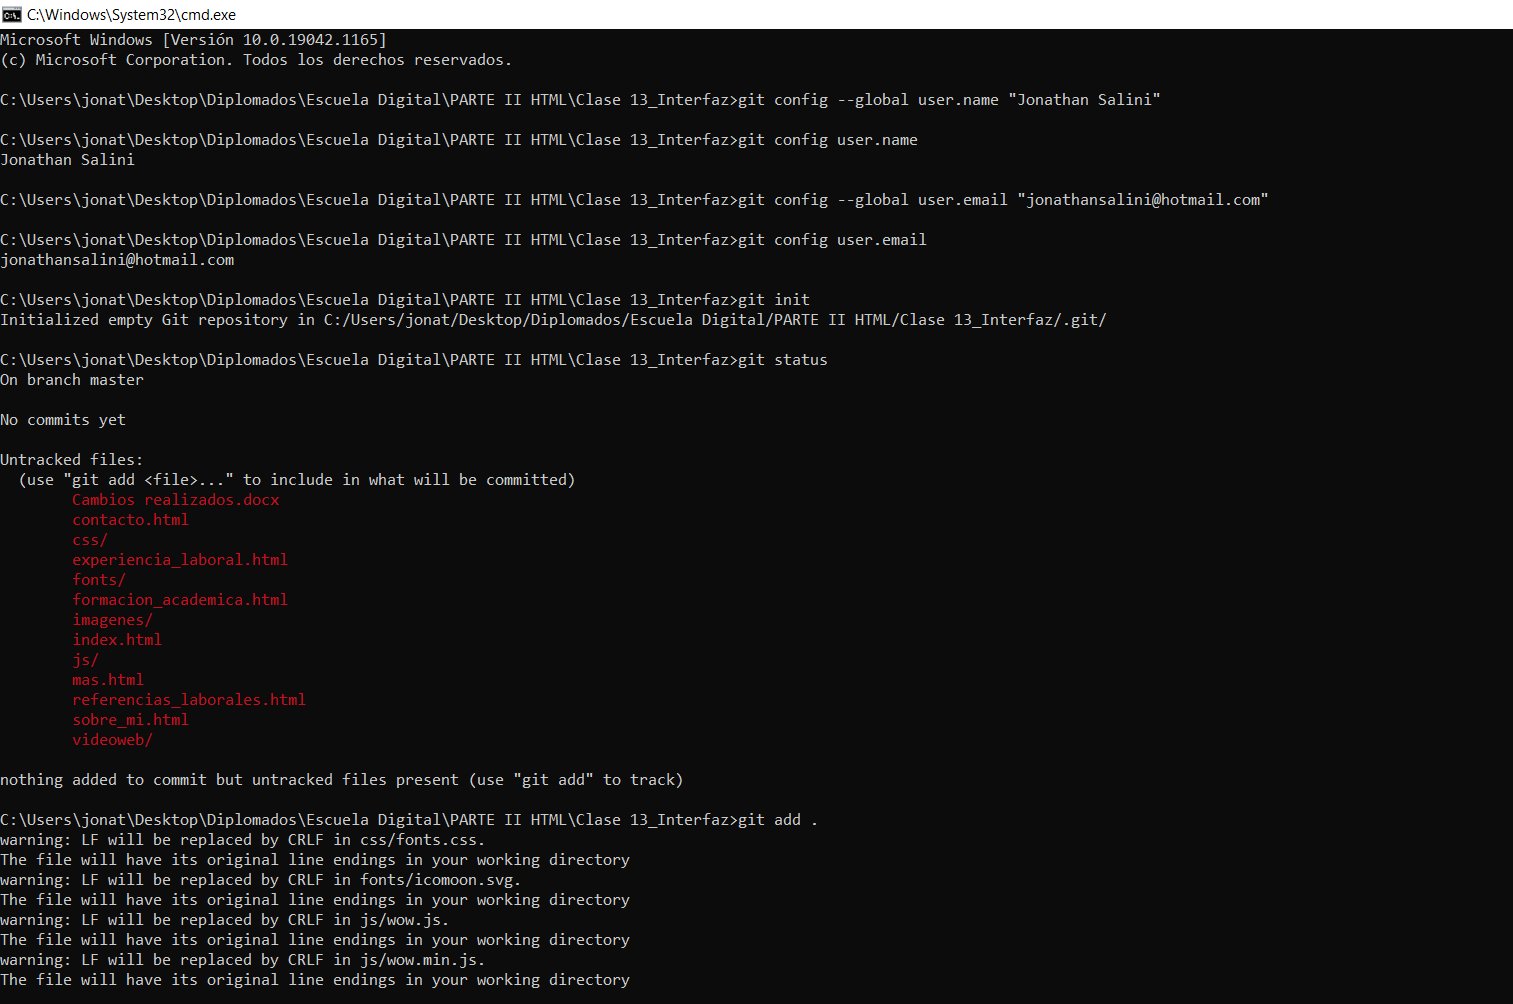 C:\Windows\System32\cmd.exe
Microsoft Windows [Versión 10.0.19042.1165]
(c) Microsoft Corporation. Todos los derechos reservados.
C:\Users\jonat\Desktop\Diplomados\Escuela Digital\PARTE II HTML\Clase 13_Interfaz>git config --global user.name "Jonathan Salini"
C:\Users\jonat\Desktop\Diplomados\Escuela Digital\PARTE II HTML\Clase 13_Interfaz>git config user.name
Jonathan Salini
C:\Users\jonat\Desktop\Diplomados\Escuela Digital\PARTE II HTML\Clase 13_Interfaz>git config --global user.email "jonathansalini@hotmail.com"
C:\Users\jonat\Desktop\Diplomados\Escuela Digital\PARTE II HTML\Clase 13_Interfaz>git config user.email
jonathansalini@hotmail.com
C:\Users\jonat\Desktop\Diplomados\Escuela Digital\PARTE II HTML\Clase 13_Interfaz>git init
Initialized empty Git repository in C:/Users/jonat/Desktop/Diplomados/Escuela Digital/PARTE II HTML/Clase 13_Interfaz/.git/
C:\Users\jonat\Desktop\Diplomados\Escuela Digital\PARTE II HTML\Clase 13_Interfaz>git status
On branch master
No commits yet
Untracked files:
(use "git add <file>..." to include in what will be committed)
Cambios realizados.docx
contacto.html
css/
experiencia_laboral.html
fonts/
formacion_academica.html
imagenes/
index.html
js/
mas.html
referencias_laborales.html
sobre_mi.html
videoweb/
nothing added to commit but untracked files present (use "git add" to track)
C:\Users\jonat\Desktop\Diplomados\Escuela Digital\PARTE II HTML\Clase 13_Interfaz>git add .
warning: LF will be replaced by CRLF in css/fonts.css.
The file will have its original line endings in your working directory
warning: LF will be replaced by CRLF in fonts/icomoon.svg.
The file will have its original line endings in your working directory
warning: LF will be replaced by CRLF in js/wow.js.
The file will have its original line endings in your working directory
warning: LF will be replaced by CRLF in js/wow.min.js.
The file will have its original line endings in your working directory